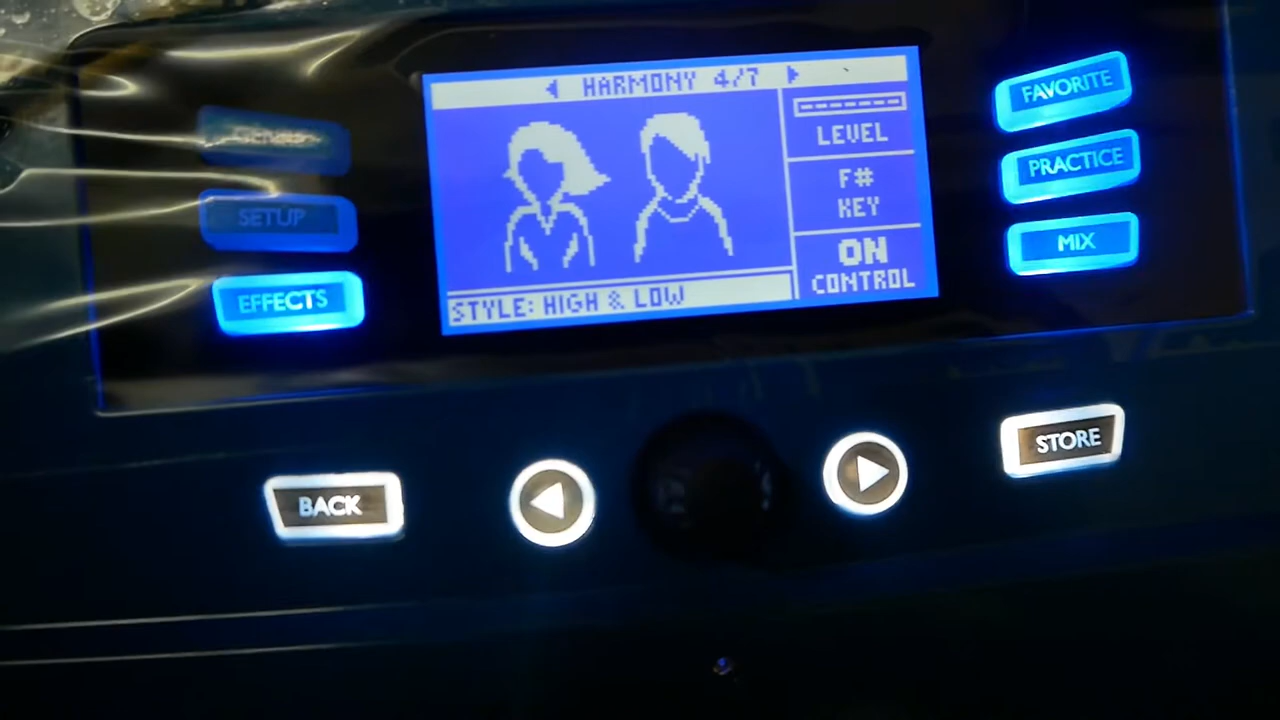 HARMONY 4/7
FAVORITE
LEVEL
PRACTICE
F#
KEY
SETUP
MIX
ON
CONTROL
EFFECTS
STYLE: HIGH & LOW
BACK
STORE